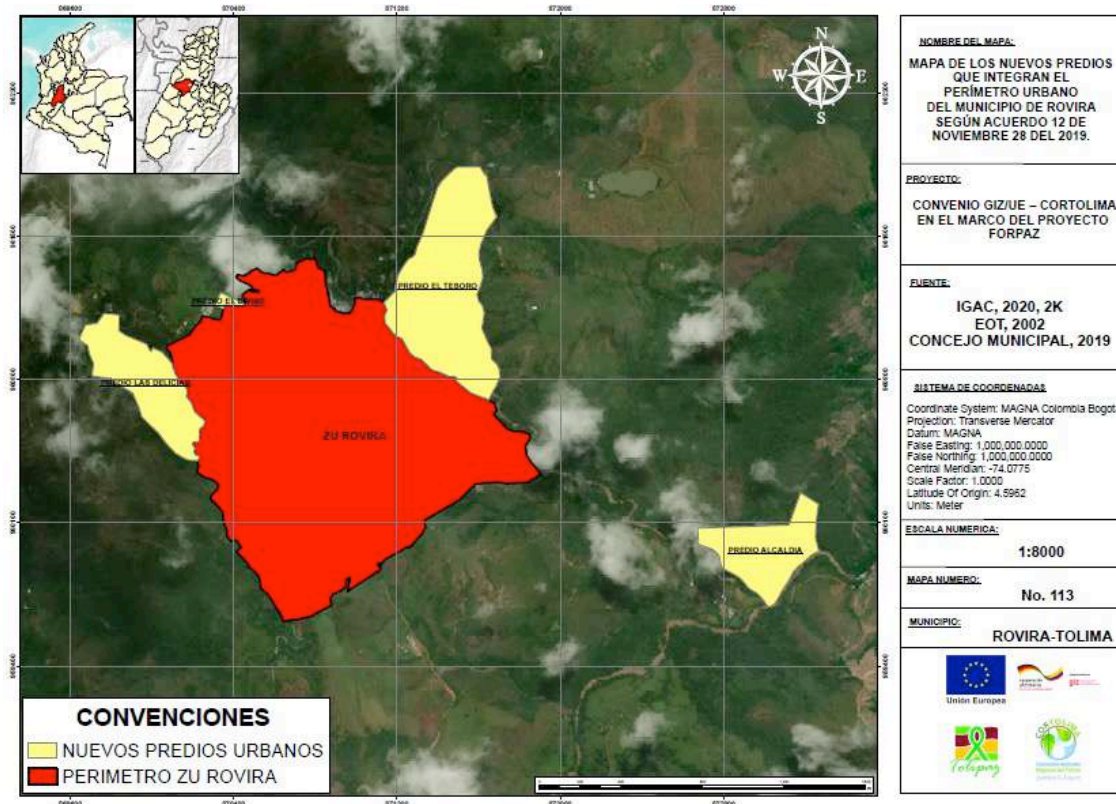 NOMBRE DEL MAPA:
MAPA DE LOS NUEVOS PREDIOS
QUE INTEGRAN EL
PERÍMETRO URBANO
DEL MUNICIPIO DE ROVIRA
SEGÚN ACUERDO 12 DE
NOVIEMBRE 28 DEL 2019.
PROYECTO:
CONVENIO GIZ/UE – CORTOLIMA
EN EL MARCO DEL PROYECTO
FORPAZ
FUENTE:
IGAC, 2020, 2K
EOT, 2002
CONCEJO MUNICIPAL, 2019
SISTEMA DE COORDENADAS
Coordinate System: MAGNA Colombia Bogot
Projection: Transverse Mercator
Datum: MAGNA
False Easting: 1,000,000.0000
False Northing: 1,000,000.0000
Central Meridian: -74.0775
Scale Factor: 1.0000
Latitude Of Origin: 4.5962
Units: Meter
ESCALA NUMERICA:
1:8000
MAPA NUMERO:
No. 113
MUNICIPIO:
ROVIRA-TOLIMA
Unión Europea
Tolipaz
CORTOLIMA
N
W E
S
PREDIO EL TESORO
PREDIO EL
PREDIO LAS DELICIAS
ZU ROVIRA
PREDIO ALCALDIA
CONVENCIONES
NUEVOS PREDIOS URBANOS
PERIMETRO ZU ROVIRA